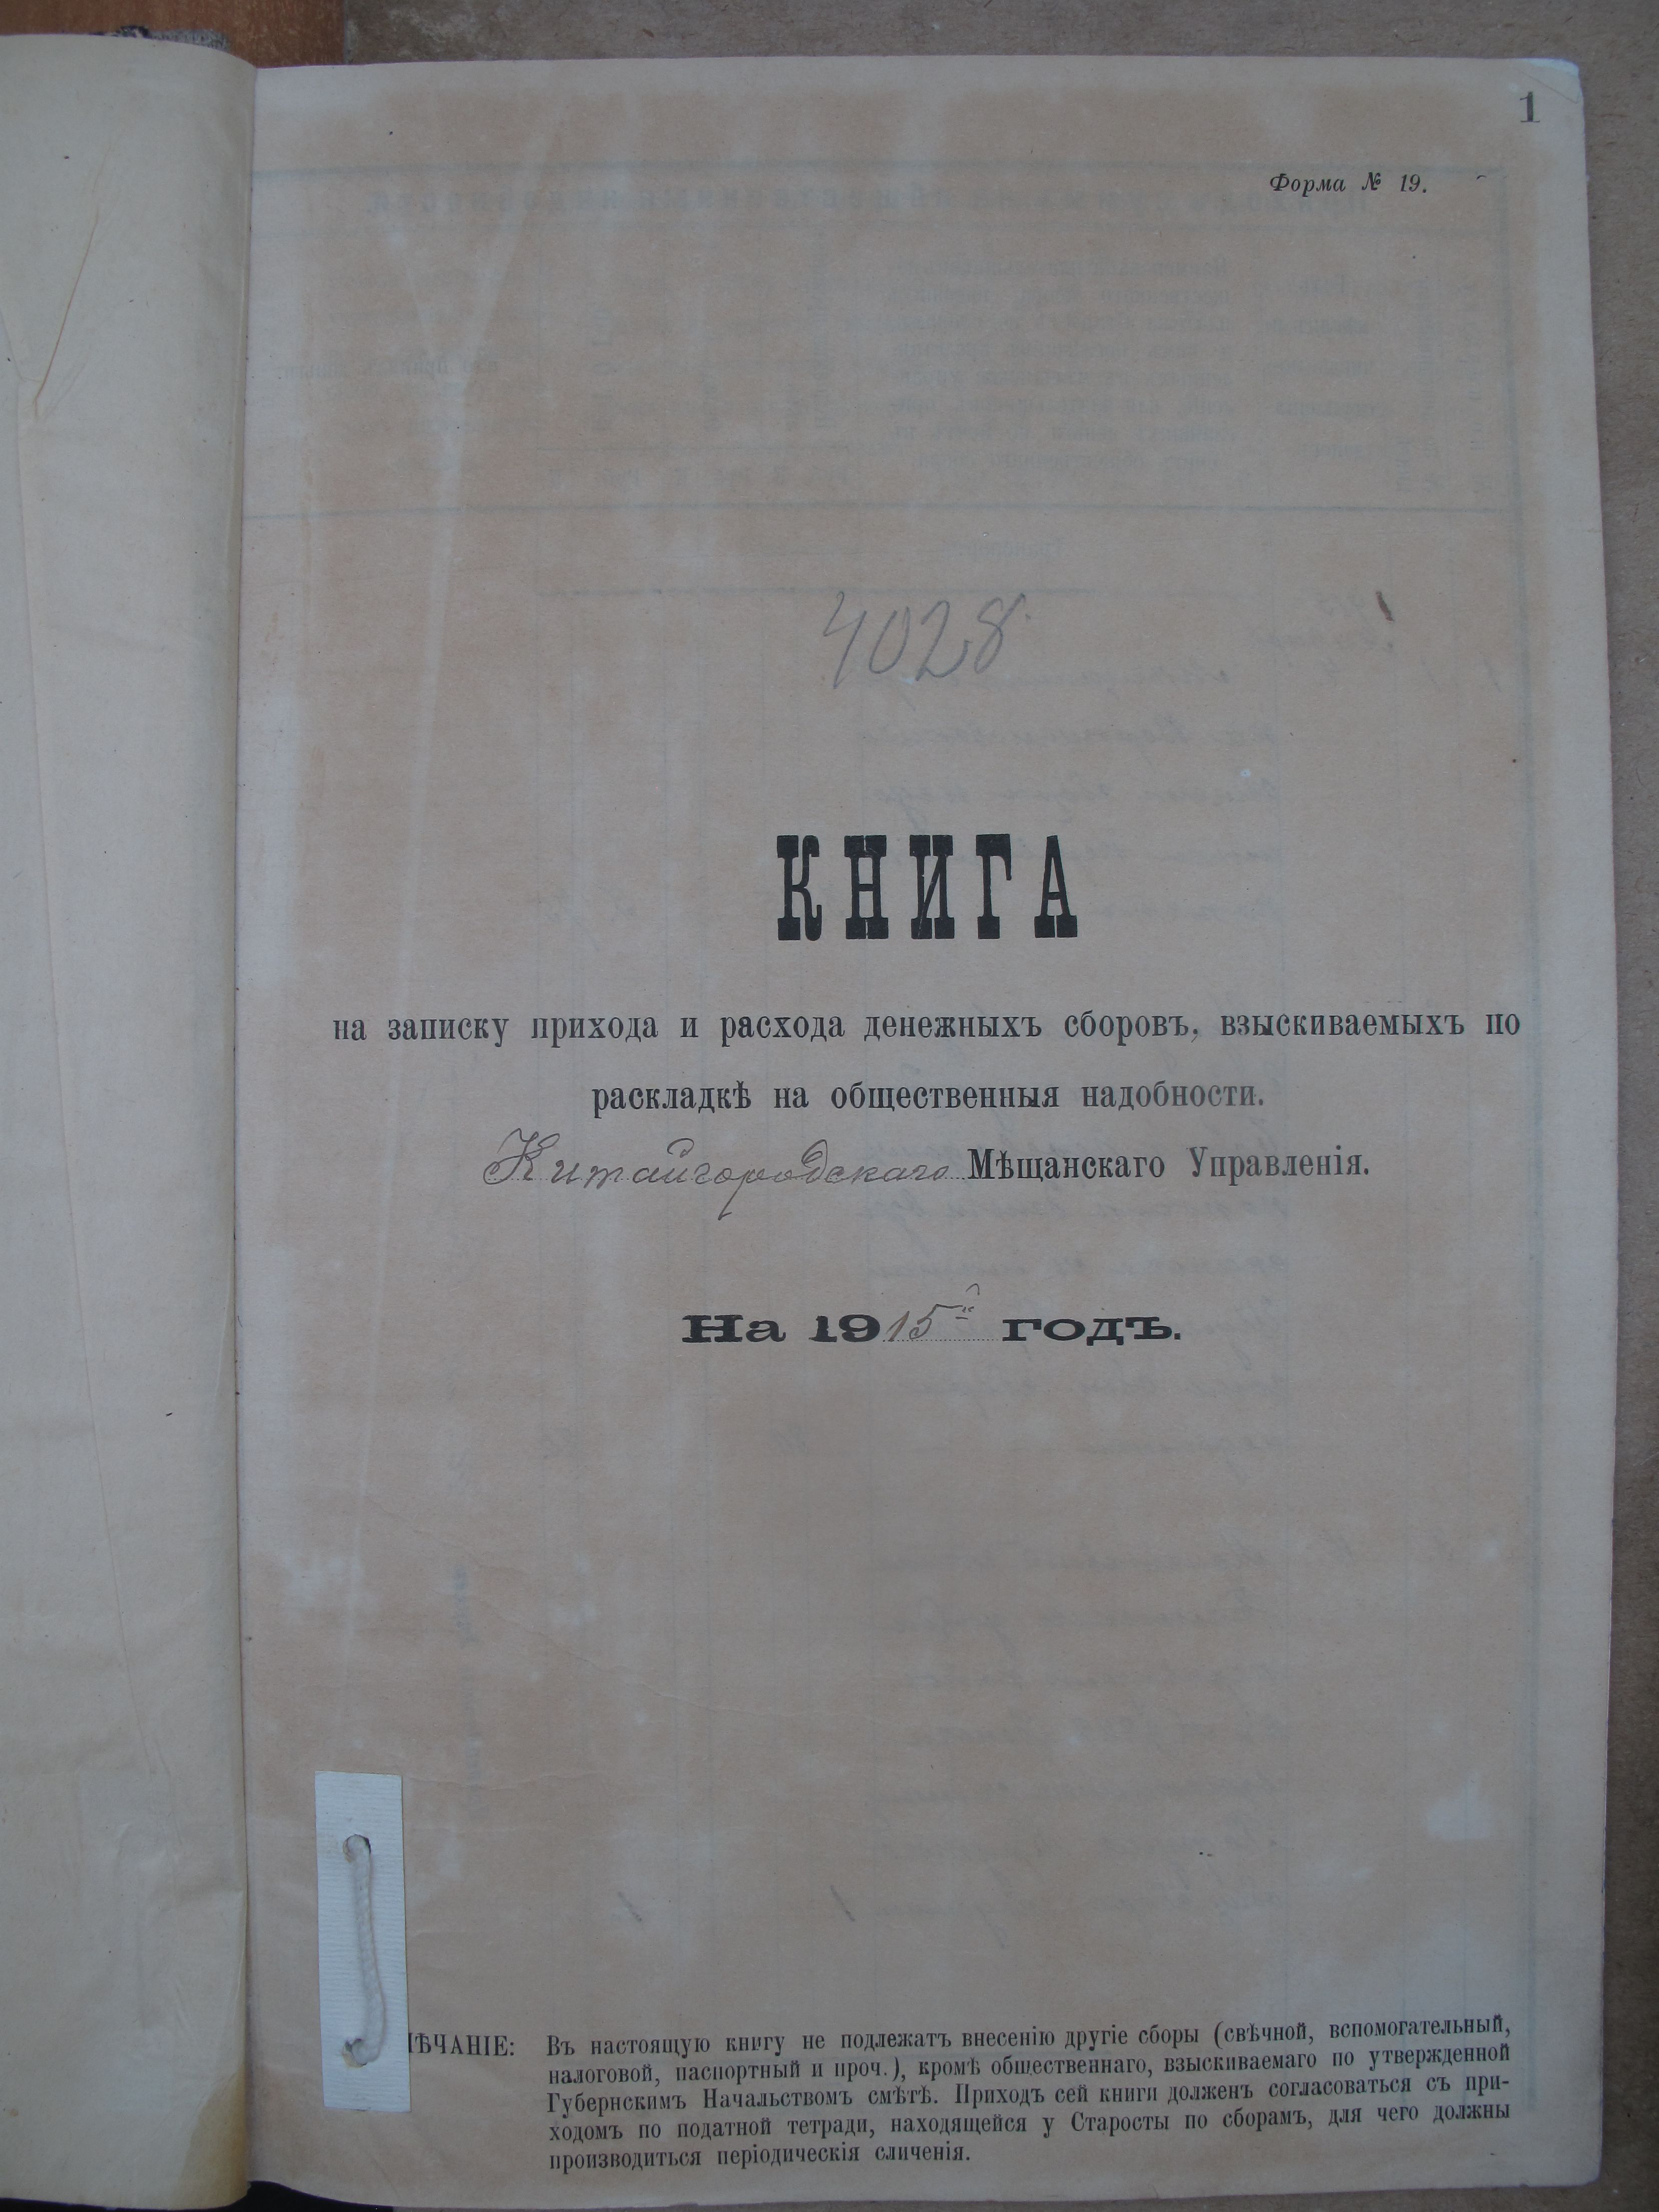 1
Форма № 19.
4028
КНИГА
на записку прихода и расхода денежныхъ сборовъ, взыскиваемыхъ по
раскладкѣ на общественныя надобности.
Китайгородскаго Мѣщанскаго Управленія.
На 1915й годъ.
ѢЧАНІЕ: Въ настоящую книгу не подлежатъ внесенію другіе сборы (свѣчной, вспомогательный,
налоговой, паспортный и проч.), кромѣ общественнаго, взыскиваемаго по утвержденной
Губернскимъ Начальствомъ смѣтѣ. Приходъ сей книги долженъ согласоваться съ при-
ходомъ по податной тетради, находящейся у Старосты по сборамъ, для чего должны
производиться періодическія сличенія.